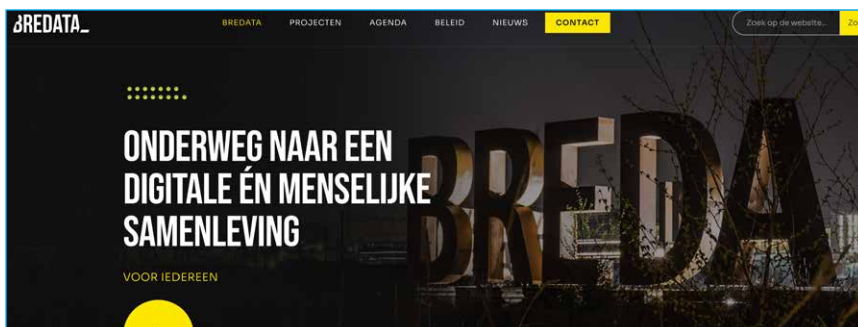 BREDATA_
BREDATA PROJECTEN AGENDA BELEID NIEUWS CONTACT
Zoek op de website...
ONDERWEG NAAR EEN
DIGITALE ÉN MENSELIJKE
SAMENLEVING
VOOR IEDEREEN
BREDA